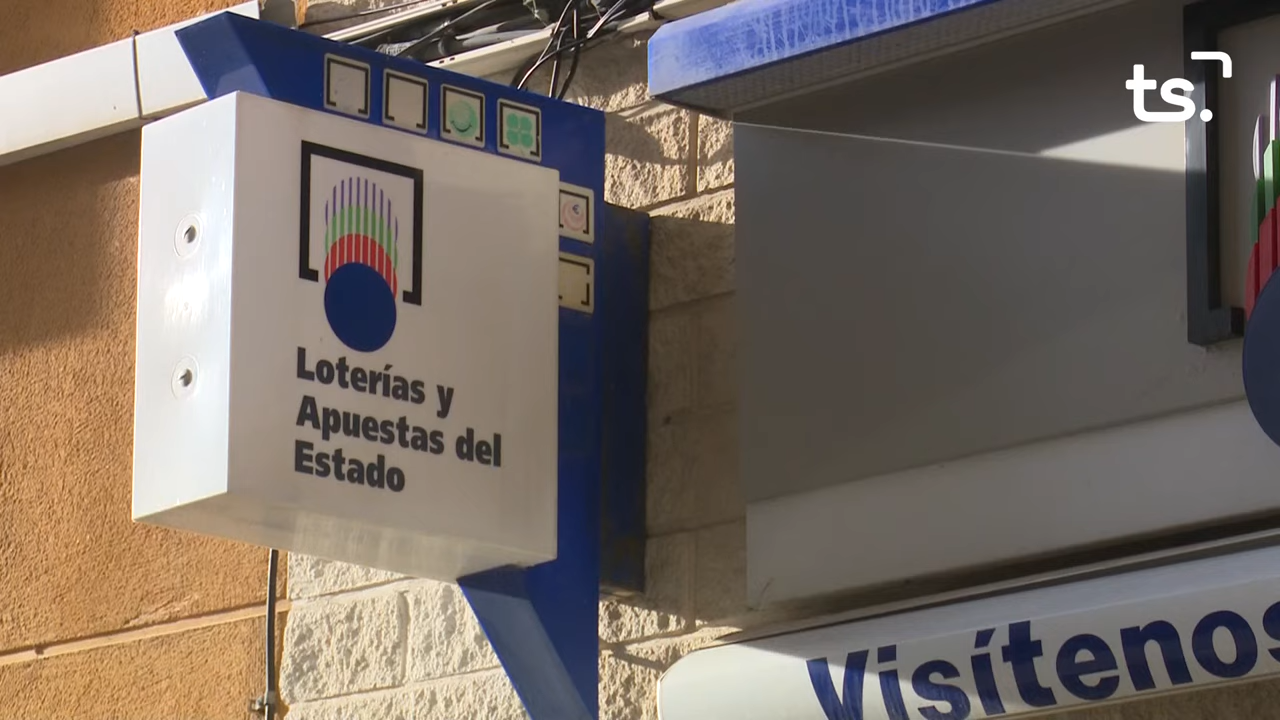 ts.
Loterías y
Apuestas del
Estado
Visítenos